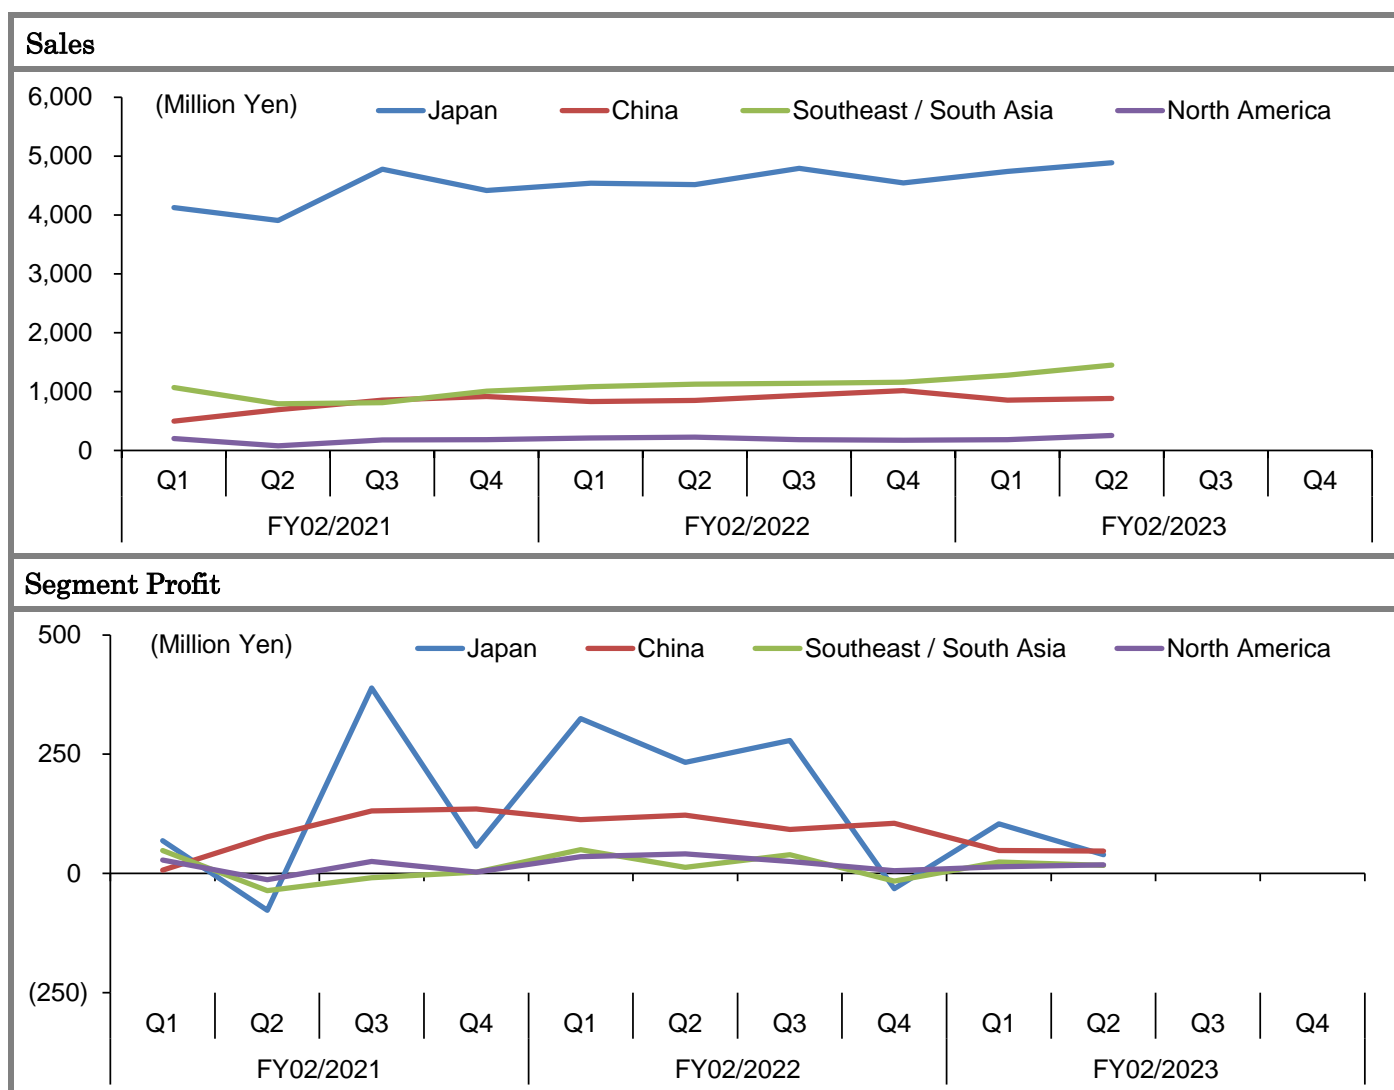 Sales
6,000 (Million Yen) Japan China Southeast / South Asia North America
5,000
4,000
3,000
2,000
1,000
0
Q1 Q2 Q3 Q4 Q1 Q2 Q3 Q4 Q1 Q2 Q3 Q4
FY02/2021 FY02/2022 FY02/2023
Segment Profit
500 (Million Yen) Japan China Southeast / South Asia North America
250
0
(250)
Q1 Q2 Q3 Q4 Q1 Q2 Q3 Q4 Q1 Q2 Q3 Q4
FY02/2021 FY02/2022 FY02/2023